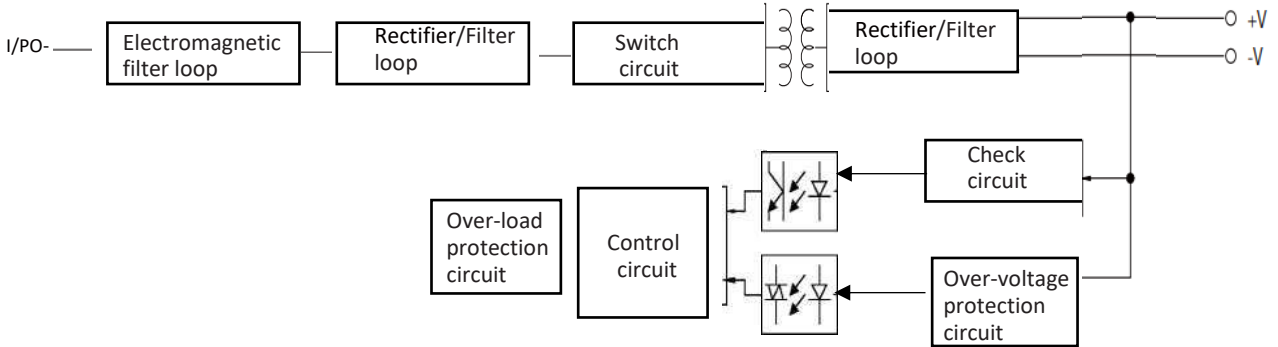 I/PO-
Electromagnetic
filter loop
Rectifier/Filter
loop
Switch
circuit
Rectifier/Filter
loop
+V
-V
Check
circuit
Over-load
protection
circuit
Control
circuit
Over-voltage
protection
circuit